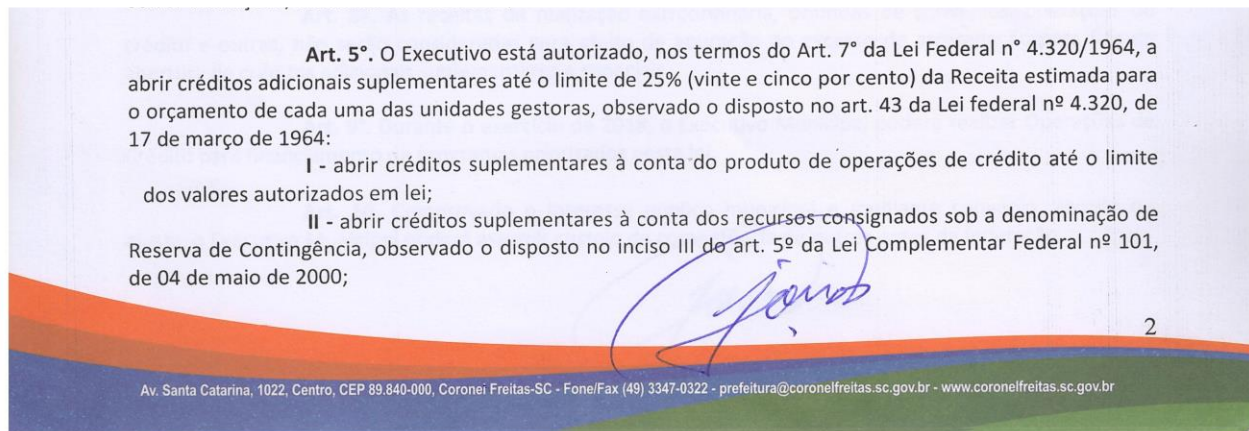 Art. 5°. O Executivo está autorizado, nos termos do Art. 7° da Lei Federal n° 4.320/1964, a
abrir créditos adicionais suplementares até o limite de 25% (vinte e cinco por cento) da Receita estimada para
o orçamento de cada uma das unidades gestoras, observado o disposto no art. 43 da Lei federal nº 4.320, de
17 de março de 1964:
I - abrir créditos suplementares à conta do produto de operações de crédito até o limite
dos valores autorizados em lei;
II - abrir créditos suplementares à conta dos recursos consignados sob a denominação de
Reserva de Contingência, observado o disposto no inciso III do art. 5º da Lei Complementar Federal nº 101,
de 04 de maio de 2000;
2
Av. Santa Catarina, 1022, Centro, CEP 89.840-000, Coronel Freitas-SC - Fone/Fax (49) 3347-0322 - prefeitura@coronelfreitas.sc.gov.br - www.coronelfreitas.sc.gov.br